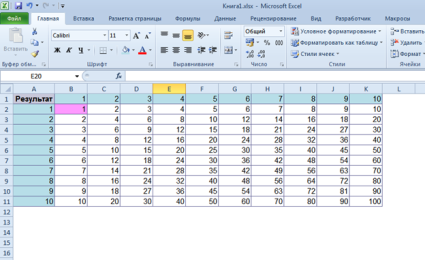 Книга1.xlsx - Microsoft Excel
Файл Главная Вставка Разметка страницы Формулы Данные Рецензирование Вид Разработчик Макросы
Calibri 11 Общий Условное форматирование Вставить
Ж К Ч % 000 Форматировать как таблицу Удалить
Вставить Стили ячеек Формат
Буфер обм... Шрифт Выравнивание Число Стили Ячейки
E20 fx
A B C D E F G H I J K L M
1 Результат 1 2 3 4 5 6 7 8 9 10
2 1 1 2 3 4 5 6 7 8 9 10
3 2 2 4 6 8 10 12 14 16 18 20
4 3 3 6 9 12 15 18 21 24 27 30
5 4 4 8 12 16 20 24 28 32 36 40
6 5 5 10 15 20 25 30 35 40 45 50
7 6 6 12 18 24 30 36 42 48 54 60
8 7 7 14 21 28 35 42 49 56 63 70
9 8 8 16 24 32 40 48 56 64 72 80
10 9 9 18 27 36 45 54 63 72 81 90
11 10 10 20 30 40 50 60 70 80 90 100
12
13
14
15
16